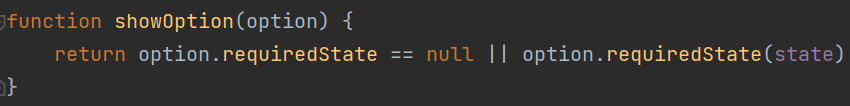 function showOption(option) {
    return option.requiredState == null || option.requiredState(state)
}